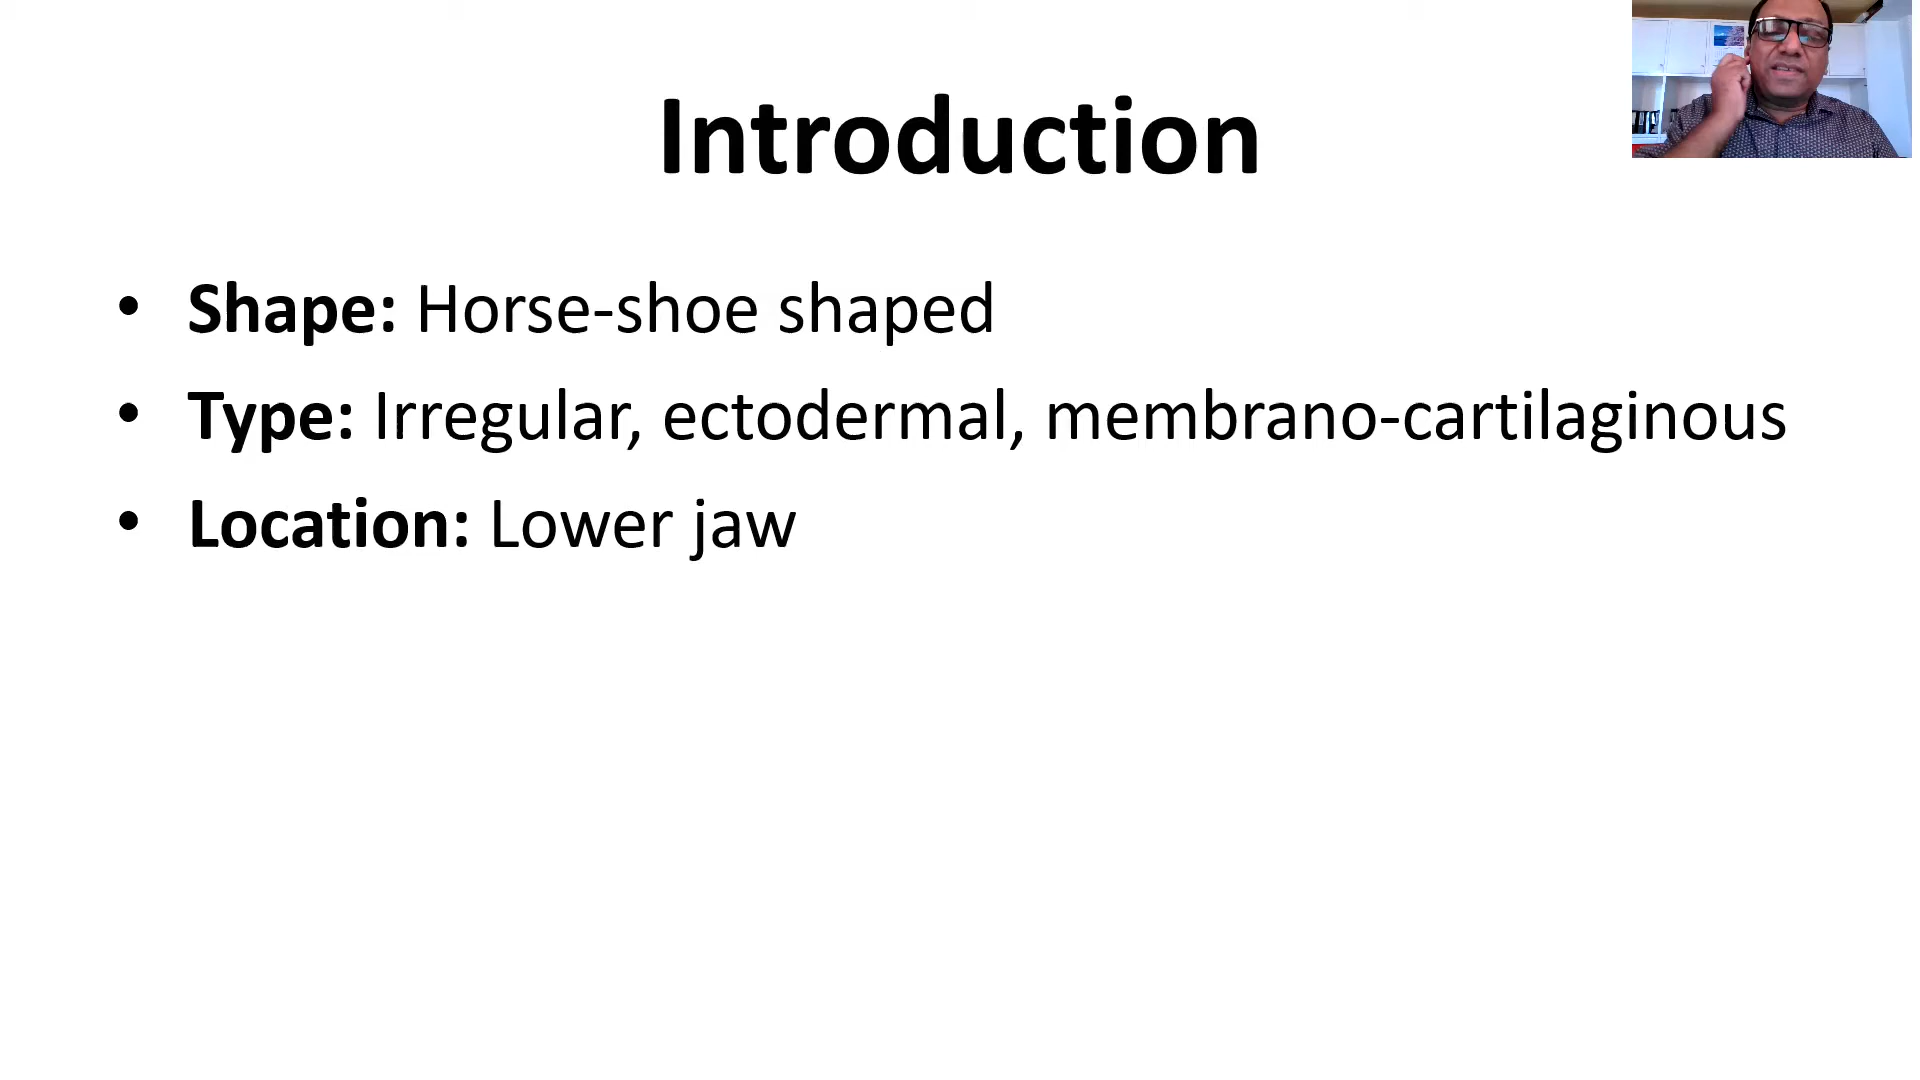 Introduction
• Shape: Horse-shoe shaped
• Type: Irregular, ectodermal, membrano-cartilaginous
• Location: Lower jaw